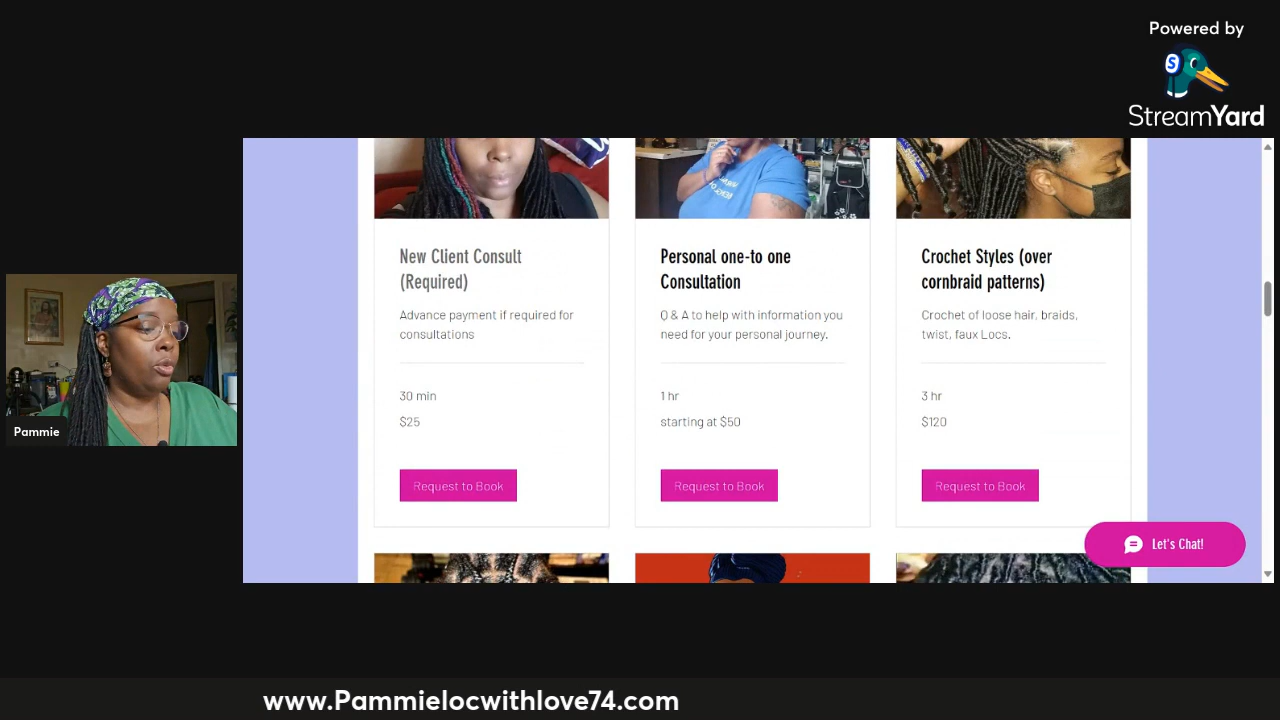 Powered by
S
StreamYard
New Client Consult
(Required)
Advance payment if required for
consultations
30 min
$25
Request to Book
Personal one-to one
Consultation
Q & A to help with information you
need for your personal journey.
1 hr
starting at $50
Request to Book
Crochet Styles (over
cornbraid patterns)
Crochet of loose hair, braids,
twist, faux Locs.
3 hr
$120
Request to Book
Let's Chat!
Pammie
www.Pammielocwithlove74.com